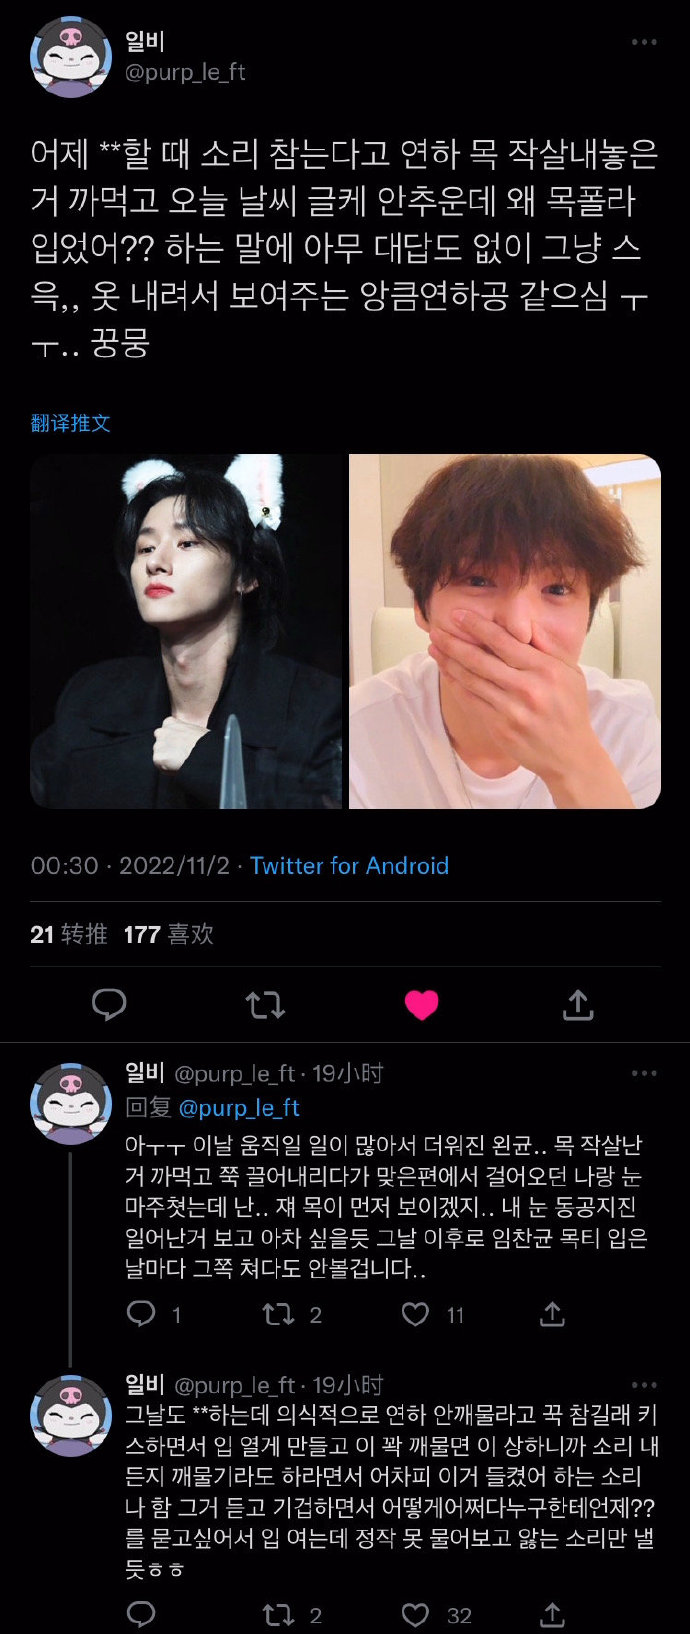 일비
@purp_le_ft
어제 **할 때 소리 참는다고 연하 목 작살내놓은
거 까먹고 오늘 날씨 글케 안추운데 왜 목폴라
입었어?? 하는 말에 아무 대답도 없이 그냥 스
윽,, 옷 내려서 보여주는 앙큼연하공 같으심 ㅜ
ㅜ.. 꿍뭉
翻译推文
00:30 · 2022/11/2 · Twitter for Android
21 转推 177 喜欢
일비 @purp_le_ft · 19小时
回复 @purp_le_ft
아ㅜㅜ 이날 움직일 일이 많아서 더워진 왼균.. 목 작살난
거 까먹고 쭉 끌어내리다가 맞은편에서 걸어오던 나랑 눈
마주쳣는데 난.. 쟤 목이 먼저 보이겠지.. 내 눈 동공지진
일어난거 보고 아차 싶을듯 그날 이후로 임찬균 목티 입은
날마다 그쪽 쳐다도 안볼겁니다..
1 2 11
일비 @purp_le_ft · 19小时
그날도 **하는데 의식적으로 연하 안깨물라고 꾹 참길래 키
스하면서 입 열게 만들고 이 꽉 깨물면 이 상하니까 소리 내
든지 깨물기라도 하라면서 어차피 이거 들켰어 하는 소리
나 함 그거 듣고 기겁하면서 어떻게어쩌다누구한테언제??
를 묻고싶어서 입 여는데 정작 못 물어보고 앓는 소리만 낼
듯ㅎㅎ
2 32